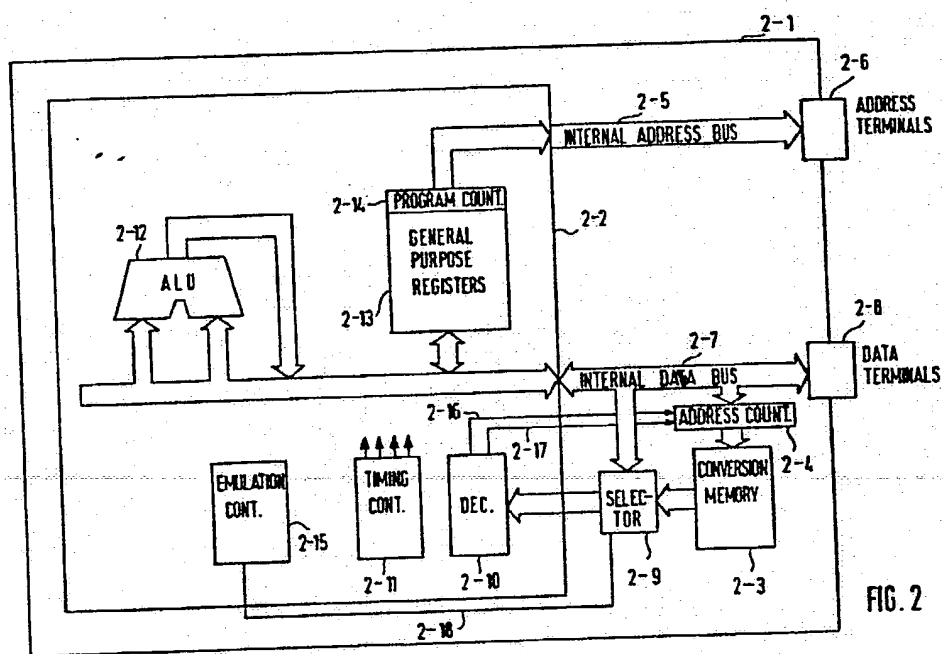 2-1
2-6
ADDRESS
TERMINALS
2-5
INTERNAL ADDRESS BUS
2-14
PROGRAM COUNT.
2-2
2-12
GENERAL
PURPOSE
REGISTERS
ALU
2-13
2-8
DATA
TERMINALS
2-7
INTERNAL DATA BUS
2-16
ADDRESS COUNT.
2-17
2-4
EMULATION
CONT.
TIMING
CONT.
DEC.
SELEC-
TOR
CONVERSION
MEMORY
2-15
2-11
2-10
2-9
2-3
2-18
FIG. 2